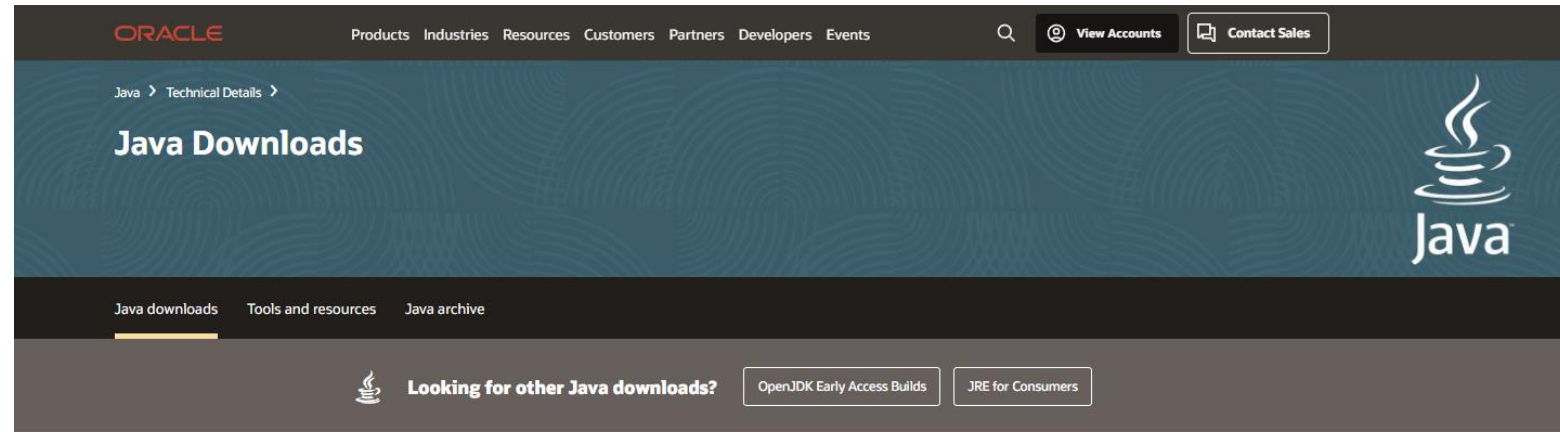 ORACLE Products Industries Resources Customers Partners Developers Events View Accounts Contact Sales
Java > Technical Details >
Java Downloads
Java
Java downloads Tools and resources Java archive
Looking for other Java downloads? OpenJDK Early Access Builds JRE for Consumers